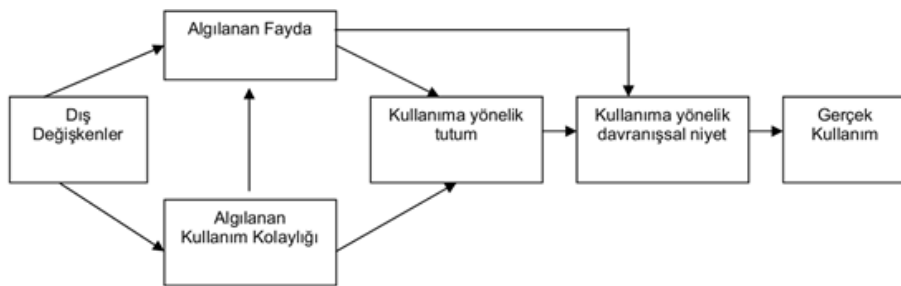 Algılanan Fayda
Dış
Değişkenler
Kullanıma yönelik
tutum
Kullanıma yönelik
davranışsal niyet
Gerçek
Kullanım
Algılanan
Kullanım Kolaylığı